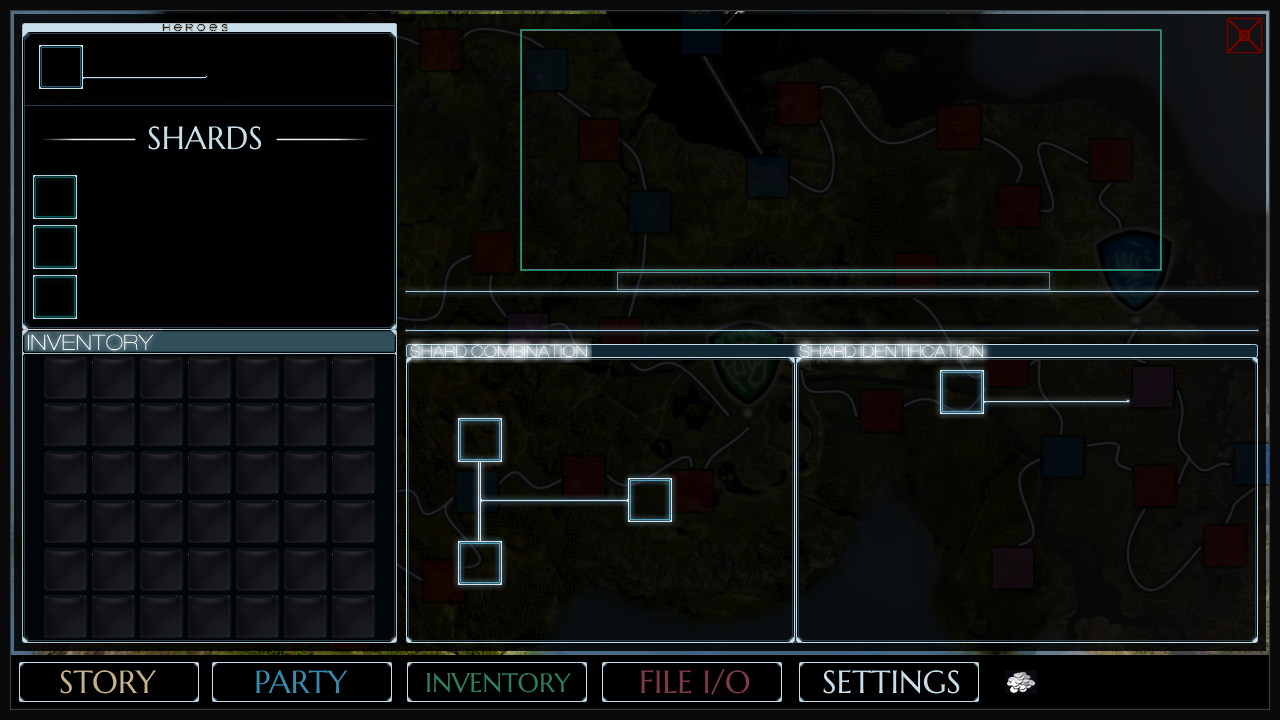 Heroes
SHARDS
INVENTORY
SHARD COMBINATION
SHARD IDENTIFICATION
STORY
PARTY
INVENTORY
FILE I/O
SETTINGS